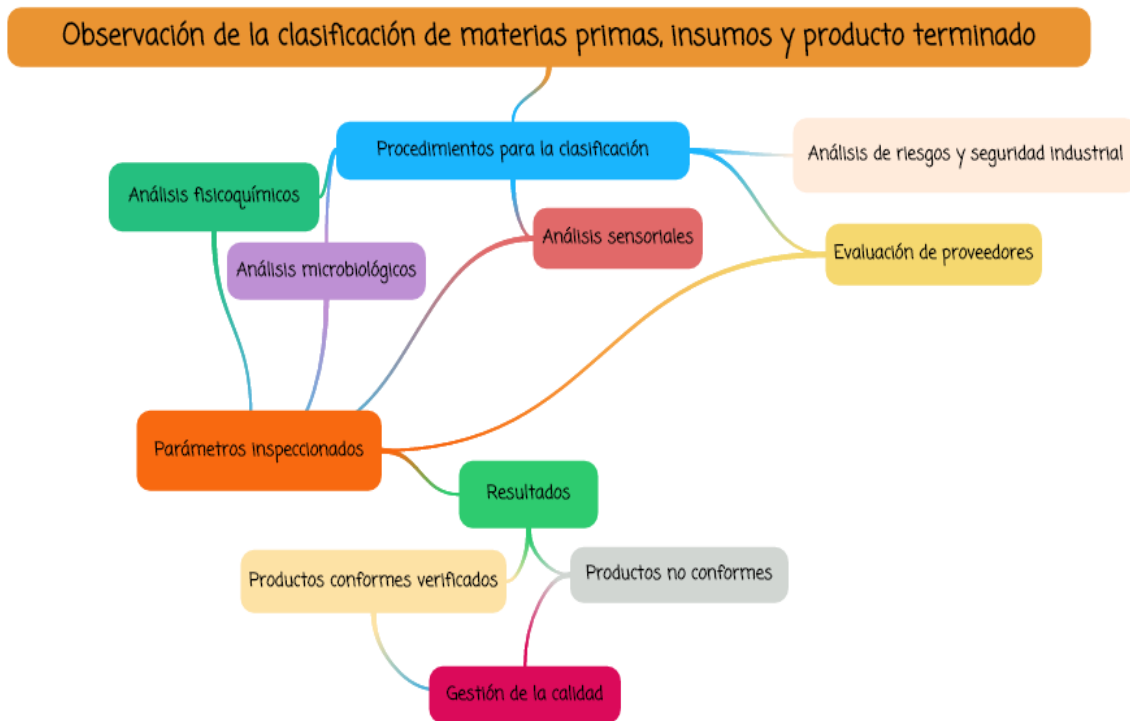 Observación de la clasificación de materias primas, insumos y producto terminado
Procedimientos para la clasificación
Análisis de riesgos y seguridad industrial
Análisis fisicoquímicos
Análisis sensoriales
Evaluación de proveedores
Análisis microbiológicos
Parámetros inspeccionados
Resultados
Productos conformes verificados
Productos no conformes
Gestión de la calidad